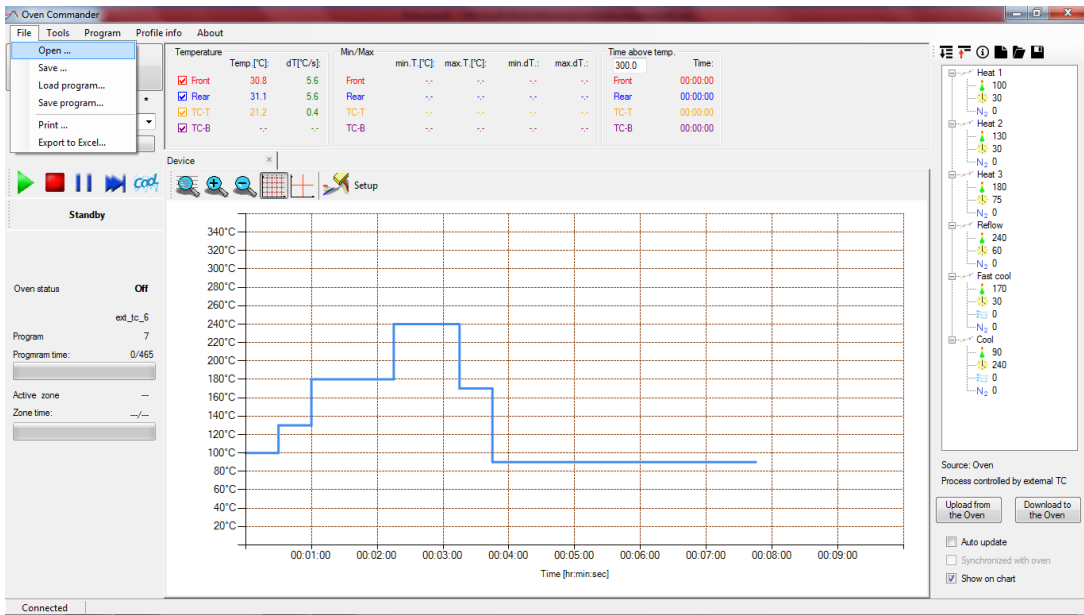 Oven Commander
File Tools Program Profile info About
Open ...
Save ...
Load program...
Save program...
Print ...
Export to Excel...
*
Temperature
Temp.[°C]: dT[°C/s]:
Front 30.8 5.6
Rear 31.1 5.6
TC-T 21.2 0.4
TC-B -.- -.-
Min/Max
min.T.[°C]: max.T.[°C]: min.dT.: max.dT.:
Front -.- -.- -.- -.-
Rear -.- -.- -.- -.-
TC-T -.- -.- -.- -.-
TC-B -.- -.- -.- -.-
Time above temp.
300.0 Time:
Front 00:00:00
Rear 00:00:00
TC-T 00:00:00
TC-B 00:00:00
Device ×
Setup
cool
Standby
Oven status Off
ext_tc_6
Program 7
Progmram time: 0/465
Active zone ---
Zone time: ---/---
340°C
320°C
300°C
280°C
260°C
240°C
220°C
200°C
180°C
160°C
140°C
120°C
100°C
80°C
60°C
40°C
20°C
00:01:00 00:02:00 00:03:00 00:04:00 00:05:00 00:06:00 00:07:00 00:08:00 00:09:00
Time [hr:min:sec]
Heat 1
100
30
N2 0
Heat 2
130
30
N2 0
Heat 3
180
75
N2 0
Reflow
240
60
N2 0
Fast cool
170
30
0
N2 0
Cool
90
240
0
N2 0
Source: Oven
Process controlled by external TC
Upload from
the Oven
Download to
the Oven
Auto update
Synchronized with oven
Show on chart
Connected